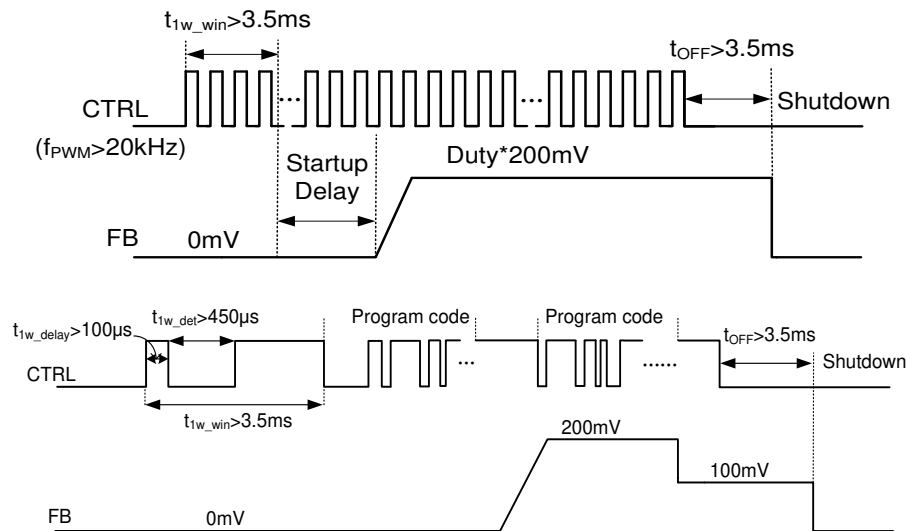 t1w_win>3.5ms
tOFF>3.5ms
CTRL
...
...
Shutdown
(fPWM>20kHz)
Startup
Delay
Duty*200mV
FB
0mV
t1w_delay>100µs
t1w_det>450µs
Program code
Program code
tOFF>3.5ms
CTRL
...
......
Shutdown
t1w_win>3.5ms
200mV
100mV
FB
0mV